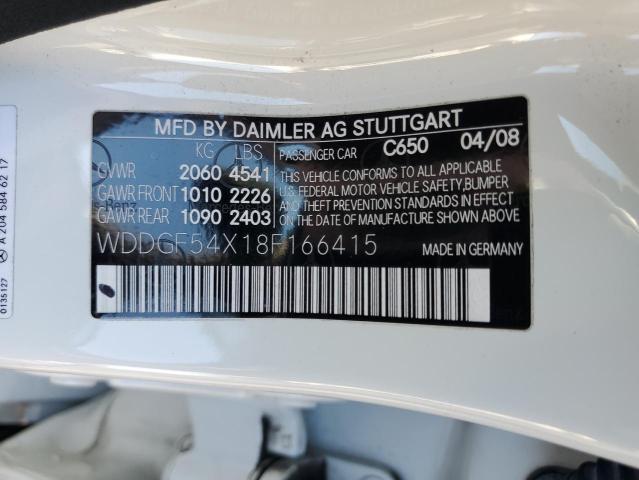 MFD BY DAIMLER AG STUTTGART
KG LBS PASSENGER CAR C650 04/08
GVWR 2060 4541 THIS VEHICLE CONFORMS TO ALL APPLICABLE
GAWR FRONT 1010 2226 U.S. FEDERAL MOTOR VEHICLE SAFETY, BUMPER
GAWR REAR 1090 2403 AND THEFT PREVENTION STANDARDS IN EFFECT
ON THE DATE OF MANUFACTURE SHOWN ABOVE.
WDDGF54X18F166415 MADE IN GERMANY
A 204 584 62 17
0135127